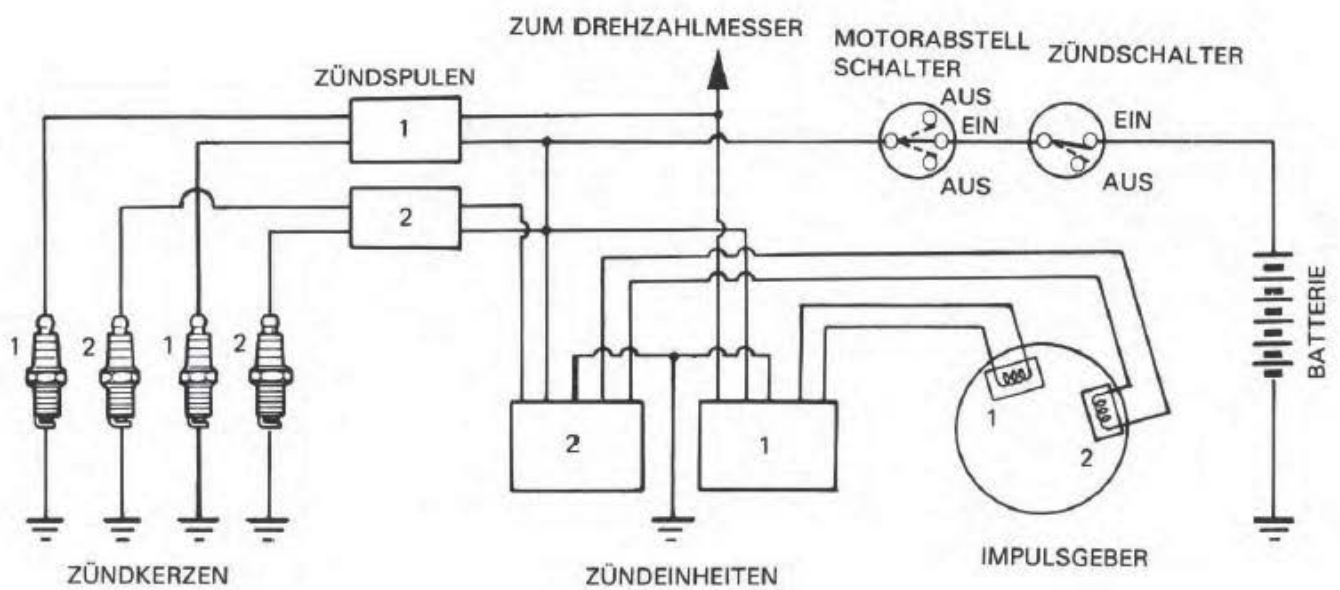 ZUM DREHZAHLMESSER
MOTORABSTELL
SCHALTER
ZÜNDSCHALTER
ZÜNDSPULEN
AUS
EIN
AUS
EIN
AUS
1
2
1
2
1
2
2
1
1
2
BATTERIE
ZÜNDKERZEN
ZÜNDEINHEITEN
IMPULSGEBER